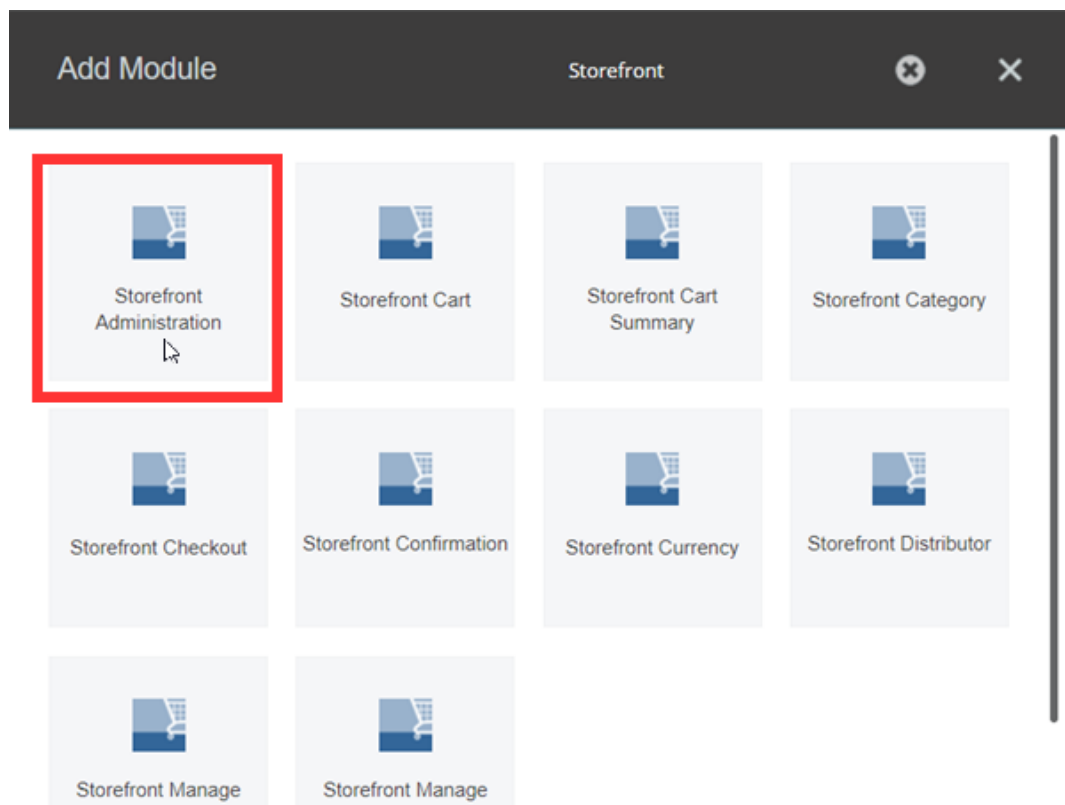 Add Module
Storefront
Storefront
Administration
Storefront Cart
Storefront Cart
Summary
Storefront Category
Storefront Checkout
Storefront Confirmation
Storefront Currency
Storefront Distributor
Storefront Manage
Storefront Manage